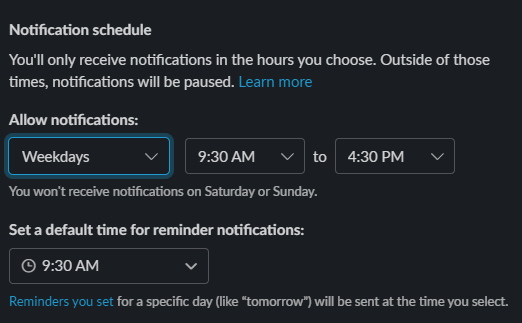 Notification schedule
You'll only receive notifications in the hours you choose. Outside of those
times, notifications will be paused. Learn more
Allow notifications:
Weekdays 9:30 AM to 4:30 PM
You won't receive notifications on Saturday or Sunday.
Set a default time for reminder notifications:
9:30 AM
Reminders you set for a specific day (like “tomorrow”) will be sent at the time you select.